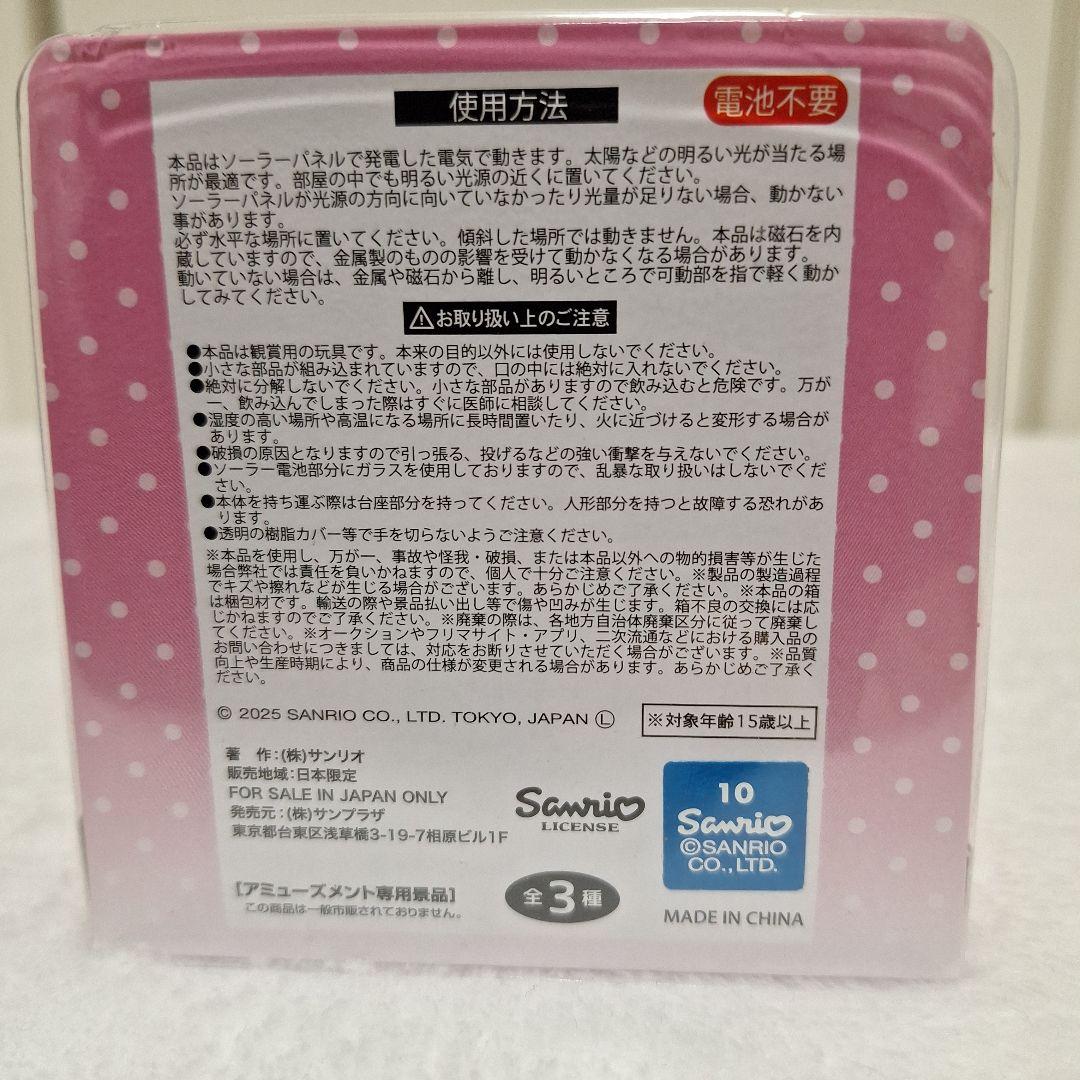 使用方法
電池不要
本品はソーラーパネルで発電した電気で動きます。太陽などの明るい光が当たる場
所が最適です。部屋の中でも明るい光源の近くに置いてください。
ソーラーパネルが光源の方向に向いていなかったり光量が足りない場合、動かない
事があります。
必ず水平な場所に置いてください。傾斜した場所では動きません。本品は磁石を内
蔵していますので、金属製のものの影響を受けて動かなくなる場合があります。
動いていない場合は、金属や磁石から離し、明るいところで可動部を指で軽く動か
してみてください。
⚠お取り扱い上のご注意
●本品は観賞用の玩具です。本来の目的以外には使用しないでください。
●小さな部品が組み込まれていますので、口の中には絶対に入れないでください。
●絶対に分解しないでください。小さな部品がありますので飲み込むと危険です。万が
一、飲み込んでしまった際はすぐに医師に相談してください。
●湿度の高い場所や高温になる場所に長時間置いたり、火に近づけると変形する場合が
あります。
●破損の原因となりますので引っ張る、投げるなどの強い衝撃を与えないでください。
●ソーラー電池部分にガラスを使用しておりますので、乱暴な取り扱いはしないでくだ
さい。
●本体を持ち運ぶ際は台座部分を持ってください。人形部分を持つと故障する恐れがあ
ります。
●透明の樹脂カバー等で手を切らないようご注意ください。
※本品を使用し、万が一、事故や怪我・破損、または本品以外への物的損害等が生じた
場合弊社では責任を負いかねますので、個人で十分ご注意ください。※製品の製造過程
でキズや擦れなどが生じる場合がございます。あらかじめご了承ください。※本品の箱
は梱包材です。輸送の際や景品払い出し等で傷や凹みが生じます。箱不良の交換には応
じかねますのでご了承ください。※廃棄の際は、各地方自治体廃棄区分に従って廃棄し
てください。※オークションやフリマサイト・アプリ、二次流通などにおける購入品の
お問い合わせにつきましては、対応をお断りさせていただく場合がございます。※品質
向上や生産時期により、商品の仕様が変更される場合があります。あらかじめご了承く
ださい。
© 2025 SANRIO CO., LTD. TOKYO, JAPAN Ⓛ
※対象年齢15歳以上
著 作:(株)サンリオ
販売地域:日本限定
FOR SALE IN JAPAN ONLY
発売元:(株)サンプラザ
東京都台東区浅草橋3-19-7相原ビル1F
Sanrio
LICENSE
10
Sanrio
©SANRIO
CO.,LTD.
[アミューズメント専用景品]
この商品は一般市販されておりません。
全3種
MADE IN CHINA